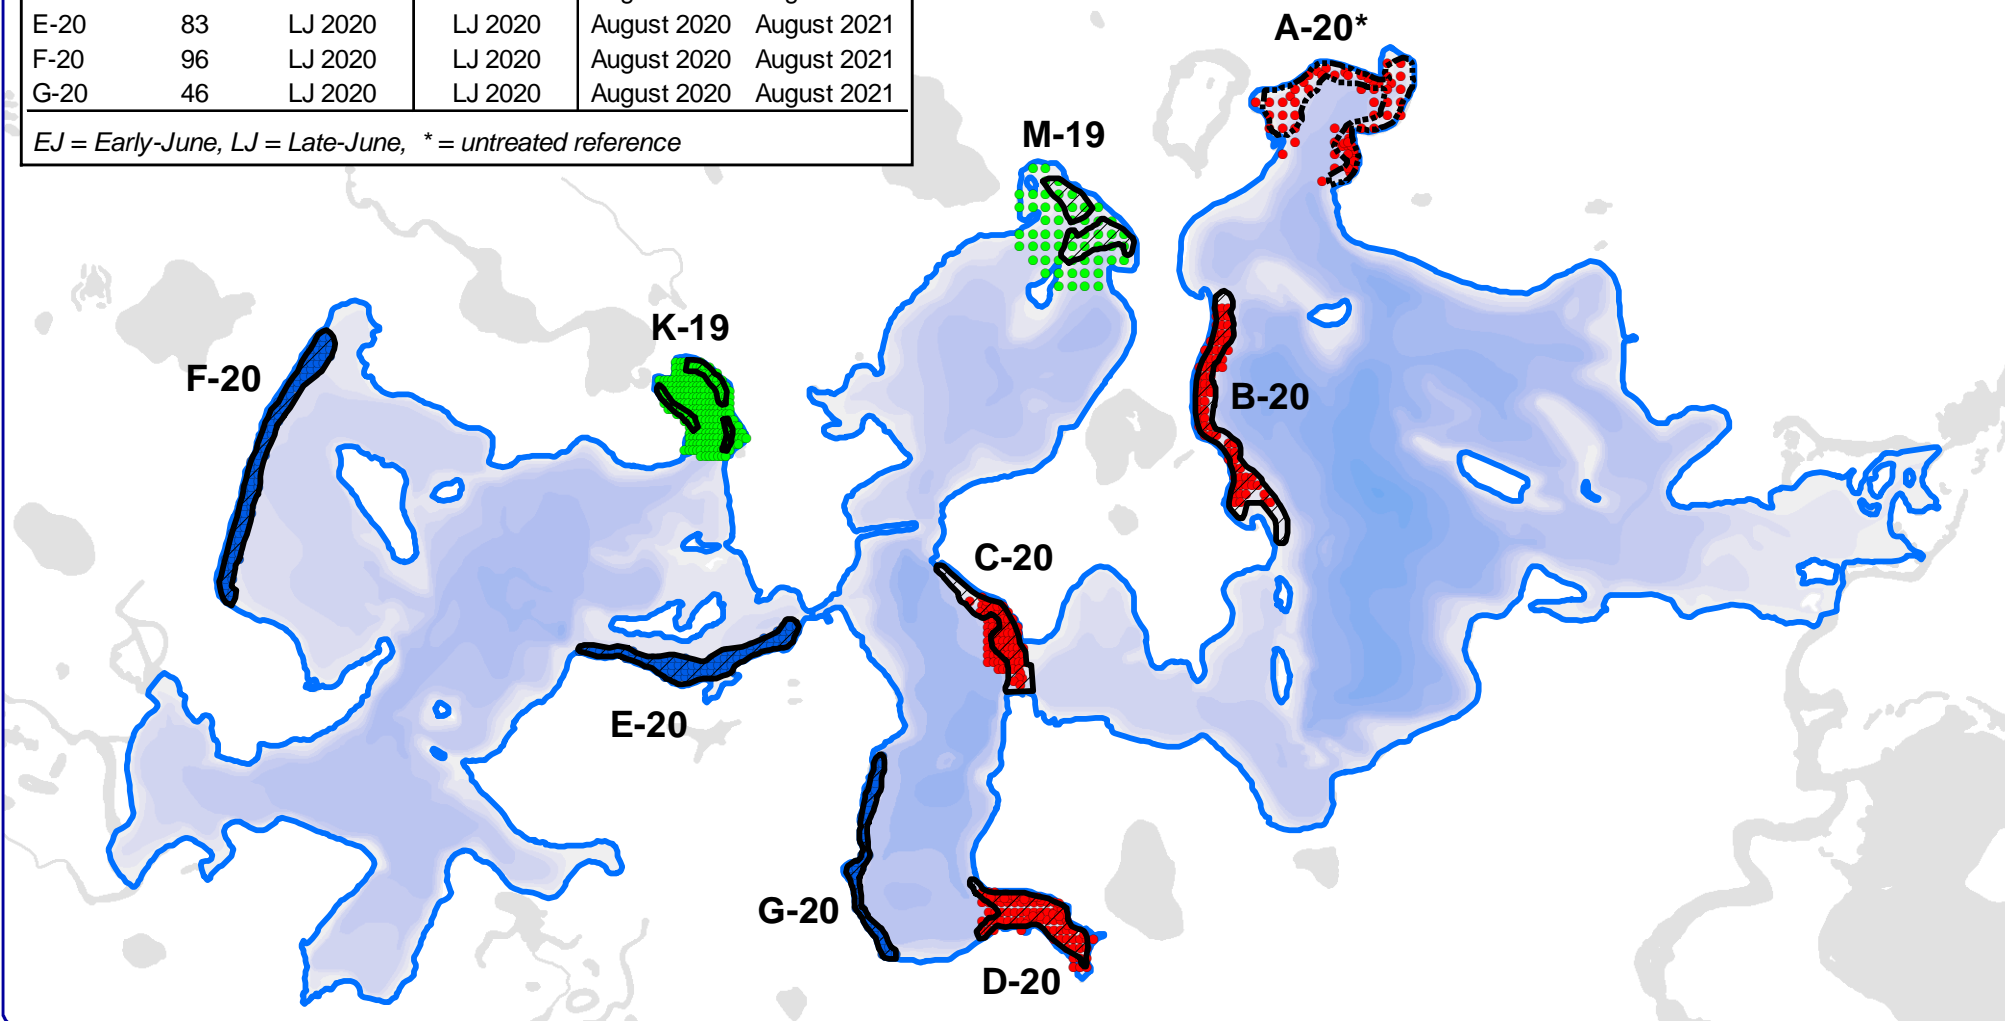 E-20 83 LJ 2020 LJ 2020 August 2020 August 2021
F-20 96 LJ 2020 LJ 2020 August 2020 August 2021
G-20 46 LJ 2020 LJ 2020 August 2020 August 2021
EJ = Early-June, LJ = Late-June, * = untreated reference
A-20*
M-19
K-19
F-20
B-20
C-20
E-20
G-20
D-20